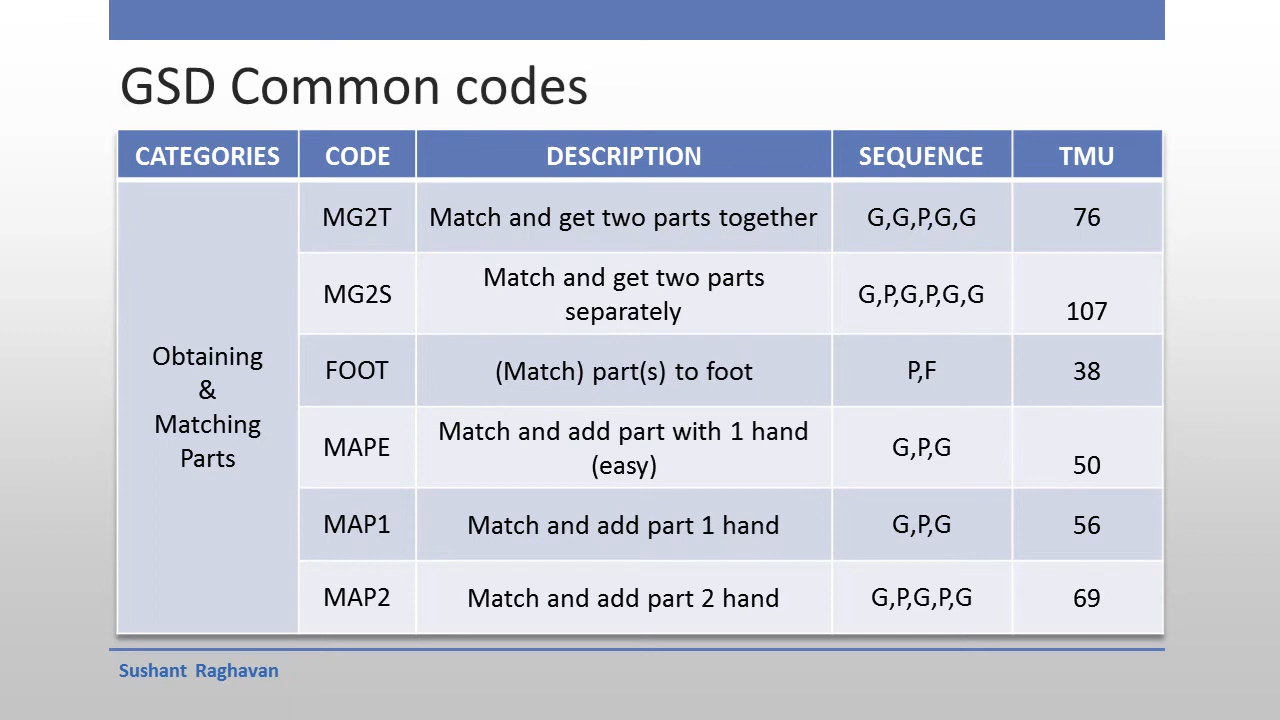 GSD Common codes
CATEGORIES CODE DESCRIPTION SEQUENCE TMU
Obtaining
&
Matching
Parts
MG2T Match and get two parts together G,G,P,G,G 76
MG2S Match and get two parts
separately G,P,G,P,G,G 107
FOOT (Match) part(s) to foot P,F 38
MAPE Match and add part with 1 hand
(easy) G,P,G 50
MAP1 Match and add part 1 hand G,P,G 56
MAP2 Match and add part 2 hand G,P,G,P,G 69
Sushant Raghavan